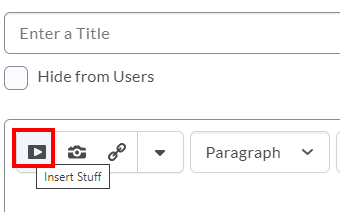 Enter a Title
Hide from Users
Paragraph
Insert Stuff